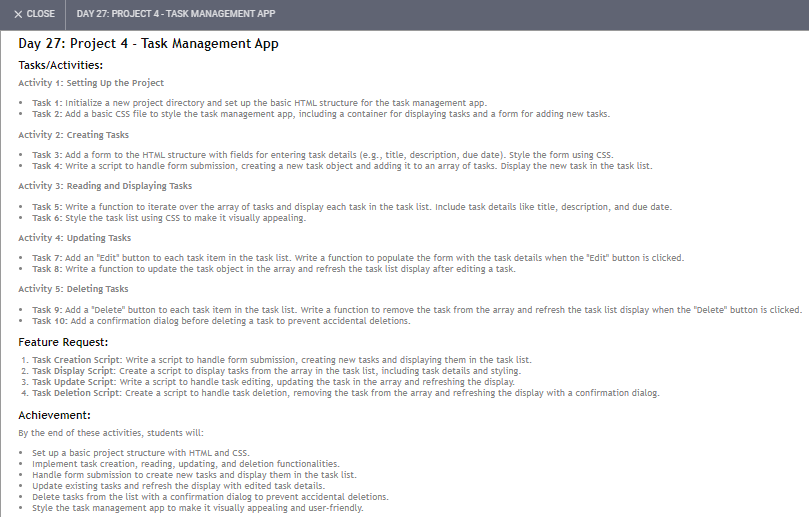 CLOSE
DAY 27: PROJECT 4 - TASK MANAGEMENT APP
Day 27: Project 4 - Task Management App
Tasks/Activities:
Activity 1: Setting Up the Project
• Task 1: Initialize a new project directory and set up the basic HTML structure for the task management app.
• Task 2: Add a basic CSS file to style the task management app, including a container for displaying tasks and a form for adding new tasks.
Activity 2: Creating Tasks
• Task 3: Add a form to the HTML structure with fields for entering task details (e.g., title, description, due date). Style the form using CSS.
• Task 4: Write a script to handle form submission, creating a new task object and adding it to an array of tasks. Display the new task in the task list.
Activity 3: Reading and Displaying Tasks
• Task 5: Write a function to iterate over the array of tasks and display each task in the task list. Include task details like title, description, and due date.
• Task 6: Style the task list using CSS to make it visually appealing.
Activity 4: Updating Tasks
• Task 7: Add an "Edit" button to each task item in the task list. Write a function to populate the form with the task details when the "Edit" button is clicked.
• Task 8: Write a function to update the task object in the array and refresh the task list display after editing a task.
Activity 5: Deleting Tasks
• Task 9: Add a "Delete" button to each task item in the task list. Write a function to remove the task from the array and refresh the task list display when the "Delete" button is clicked.
• Task 10: Add a confirmation dialog before deleting a task to prevent accidental deletions.
Feature Request:
1. Task Creation Script: Write a script to handle form submission, creating new tasks and displaying them in the task list.
2. Task Display Script: Create a script to display tasks from the array in the task list, including task details and styling.
3. Task Update Script: Write a script to handle task editing, updating the task in the array and refreshing the display.
4. Task Deletion Script: Create a script to handle task deletion, removing the task from the array and refreshing the display with a confirmation dialog.
Achievement:
By the end of these activities, students will:
• Set up a basic project structure with HTML and CSS.
• Implement task creation, reading, updating, and deletion functionalities.
• Handle form submission to create new tasks and display them in the task list.
• Update existing tasks and refresh the display with edited task details.
• Delete tasks from the list with a confirmation dialog to prevent accidental deletions.
• Style the task management app to make it visually appealing and user-friendly.